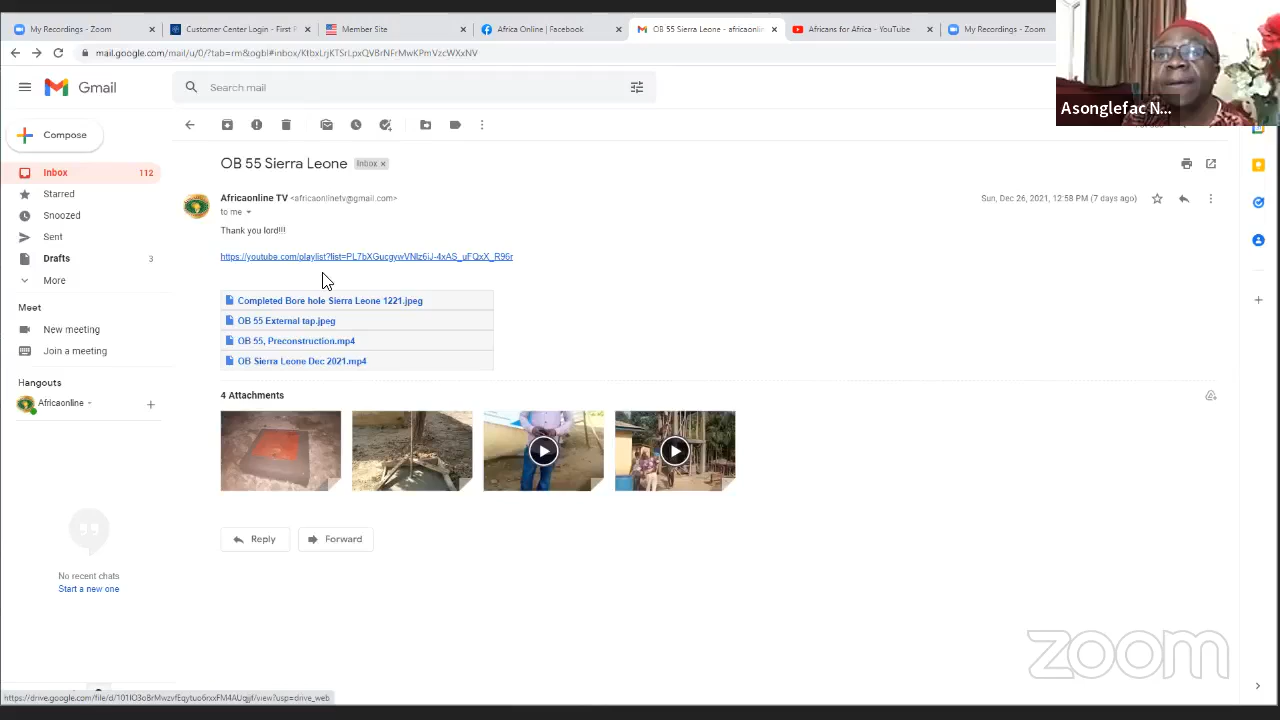 My Recordings - Zoom
Customer Center Login - First P
Member Site
Africa Online | Facebook
OB 55 Sierra Leone - africaonlin
Africans for Africa - YouTube
My Recordings - Zoom
Asonglefac N...
Gmail
Search mail
Compose
Inbox 112
Starred
Snoozed
Sent
Drafts 3
More
Meet
New meeting
Join a meeting
Hangouts
Africaonline
No recent chats
Start a new one
OB 55 Sierra Leone Inbox x
Africaonline TV <africaonlinetv@gmail.com>
Sun, Dec 26, 2021, 12:58 PM (7 days ago)
to me
Thank you lord!!!
Completed Bore hole Sierra Leone 1221.jpeg
OB 55 External tap.jpeg
OB 55, Preconstruction.mp4
OB Sierra Leone Dec 2021.mp4
4 Attachments
Reply
Forward
zoom